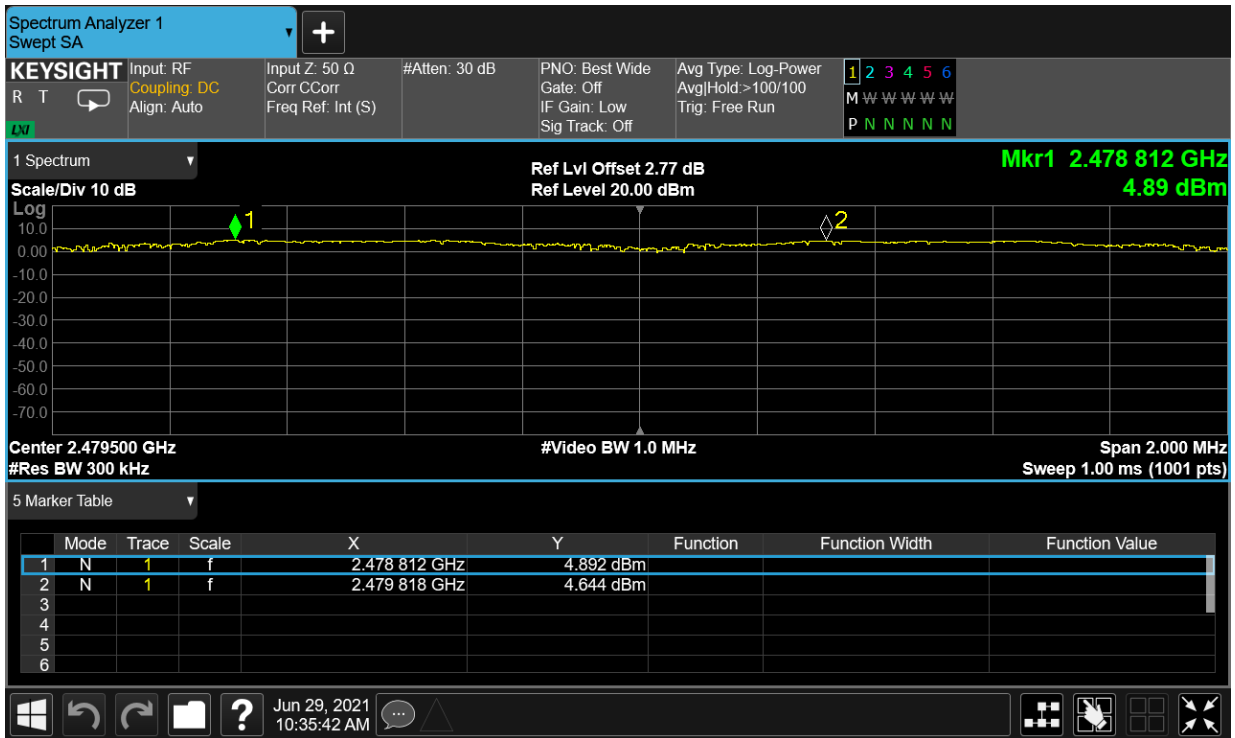 Spectrum Analyzer 1
Swept SA
KEYSIGHT
R T
LXI
Input: RF
Coupling: DC
Align: Auto
Input Z: 50 Ω
Corr CCorr
Freq Ref: Int (S)
#Atten: 30 dB
PNO: Best Wide
Gate: Off
IF Gain: Low
Sig Track: Off
Avg Type: Log-Power
Avg|Hold:>100/100
Trig: Free Run
1 2 3 4 5 6
M W W W W W
P N N N N N
1 Spectrum
Scale/Div 10 dB
Ref Lvl Offset 2.77 dB
Ref Level 20.00 dBm
Mkr1 2.478 812 GHz
4.89 dBm
Log
10.0
0.00
-10.0
-20.0
-30.0
-40.0
-50.0
-60.0
-70.0
1
2
Center 2.479500 GHz
#Res BW 300 kHz
#Video BW 1.0 MHz
Span 2.000 MHz
Sweep 1.00 ms (1001 pts)
5 Marker Table
Mode Trace Scale X Y Function Function Width Function Value
1 N 1 f 2.478 812 GHz 4.892 dBm
2 N 1 f 2.479 818 GHz 4.644 dBm
3
4
5
6
?
Jun 29, 2021
10:35:42 AM